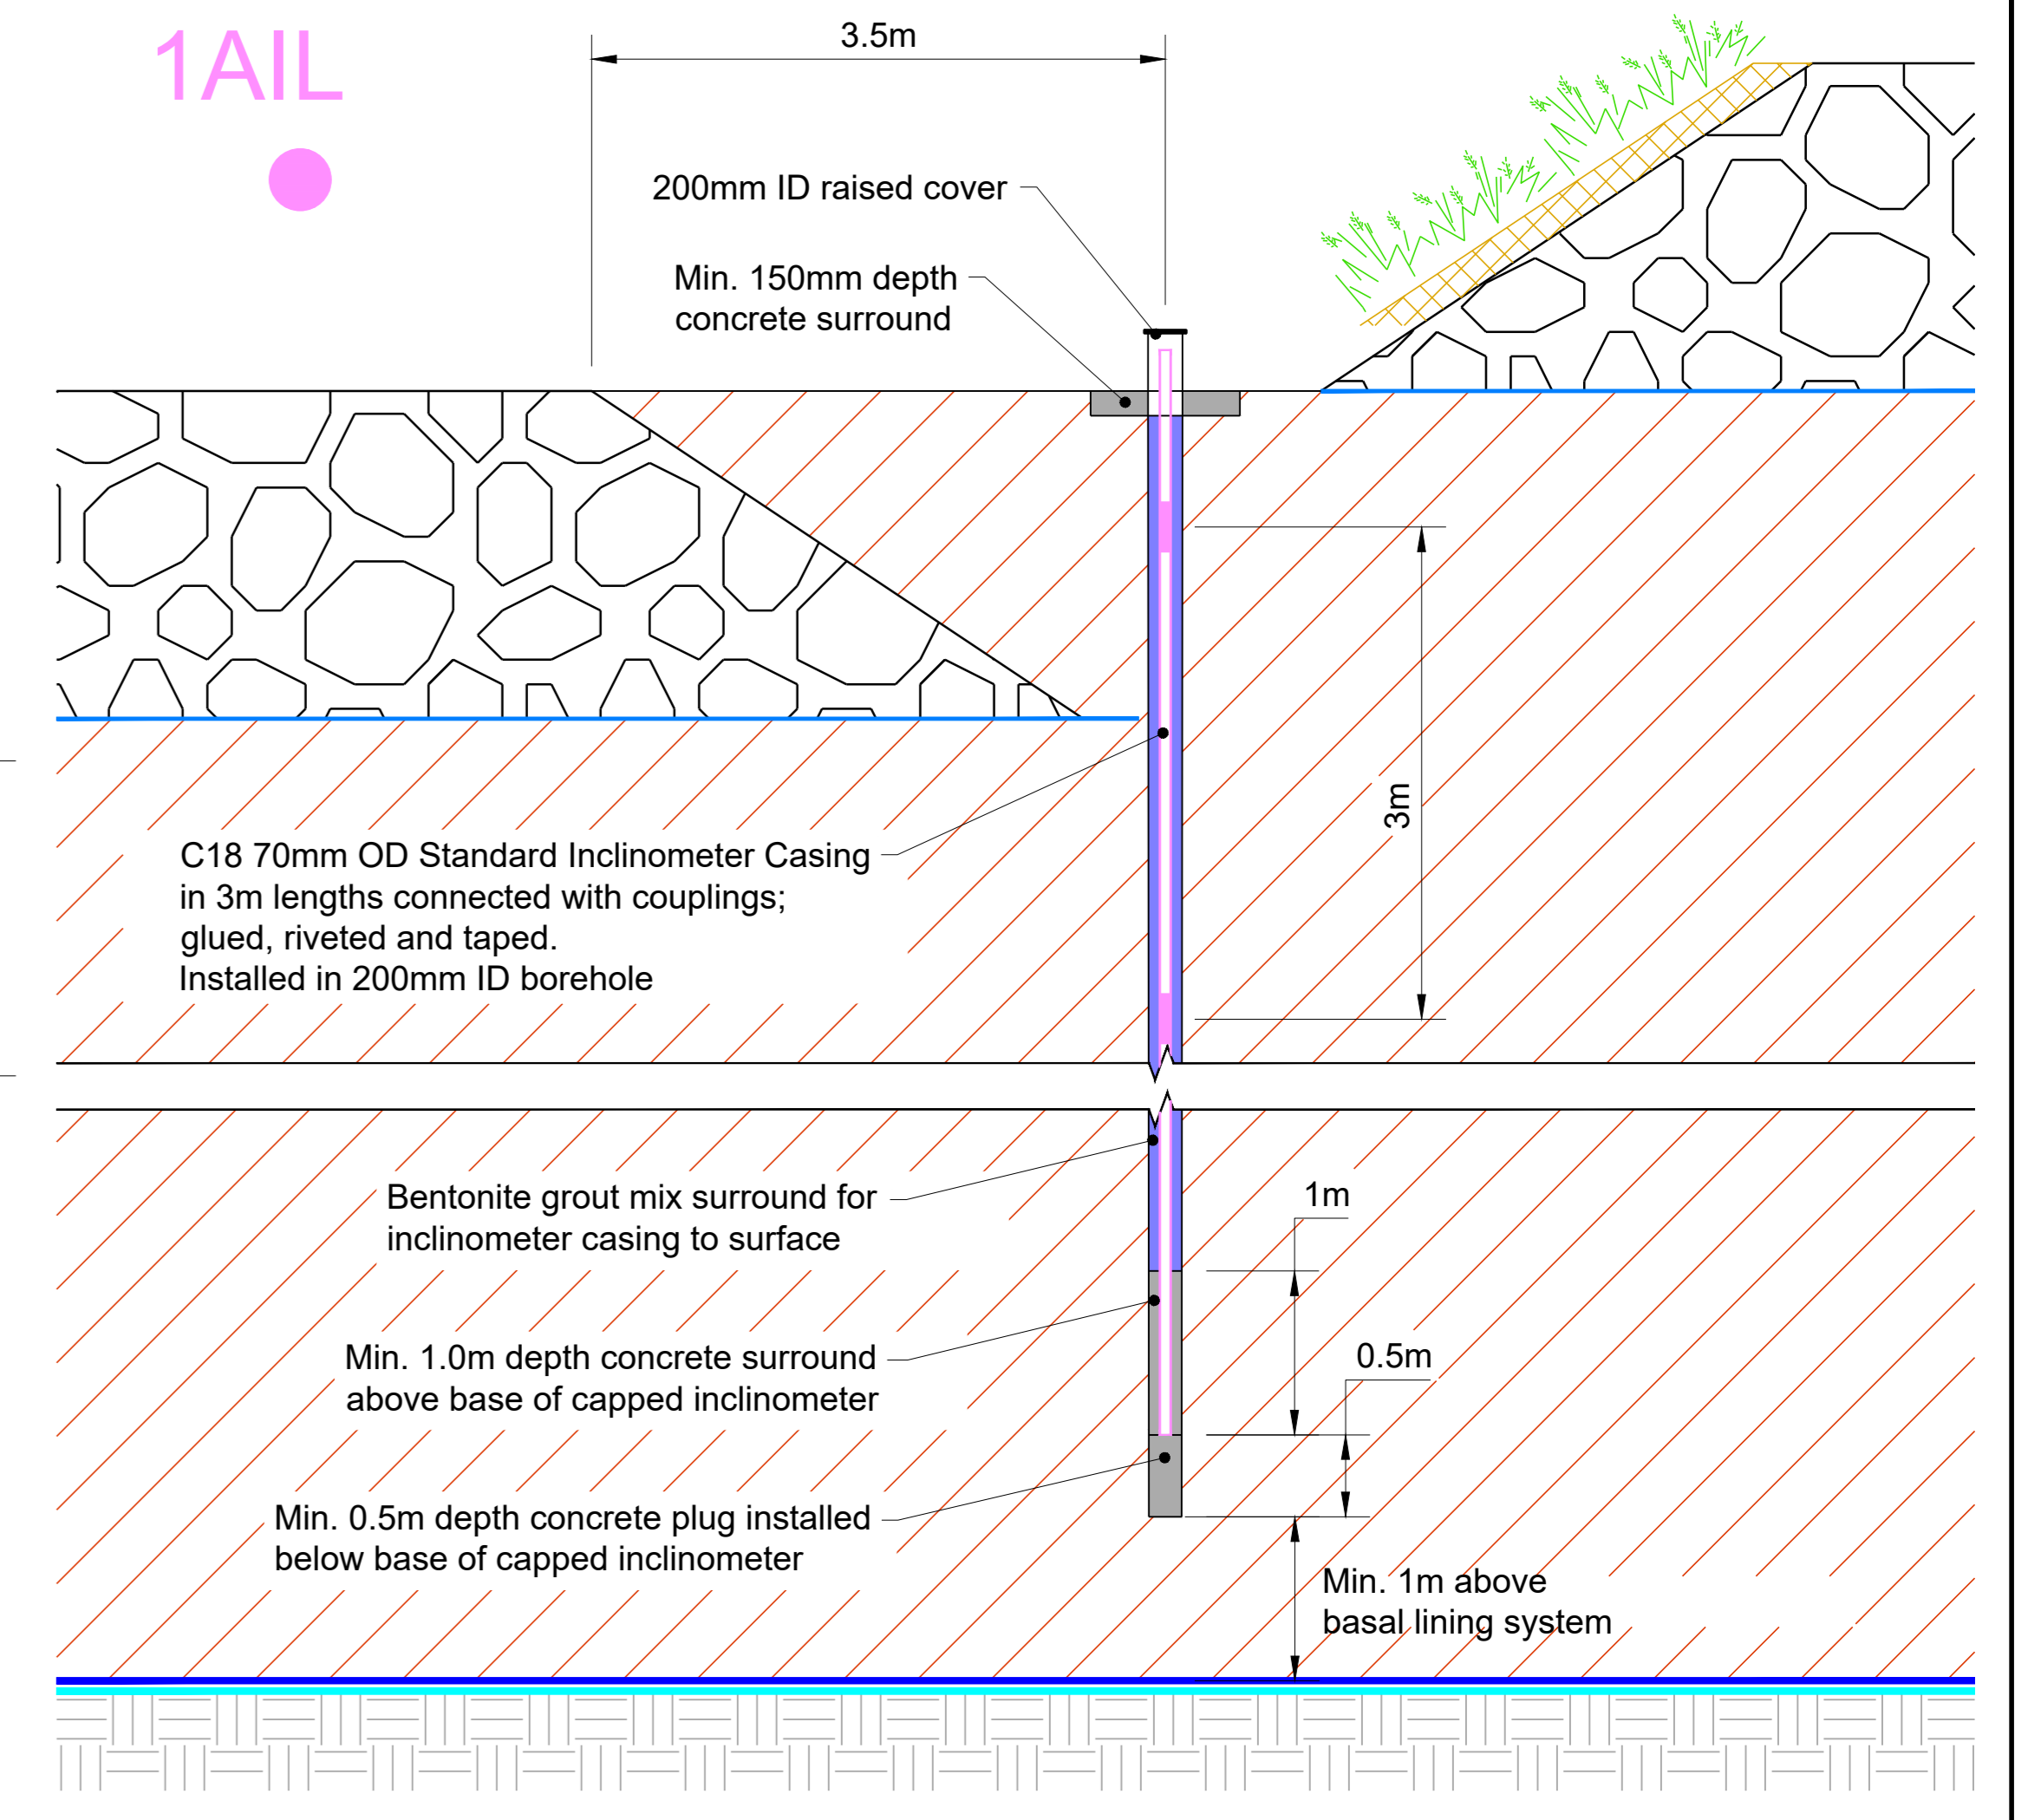 1AIL
3.5m
200mm ID raised cover
Min. 150mm depth
concrete surround
3m
C18 70mm OD Standard Inclinometer Casing
in 3m lengths connected with couplings;
glued, riveted and taped.
Installed in 200mm ID borehole
Bentonite grout mix surround for
inclinometer casing to surface
1m
Min. 1.0m depth concrete surround
above base of capped inclinometer
0.5m
Min. 0.5m depth concrete plug installed
below base of capped inclinometer
Min. 1m above
basal lining system